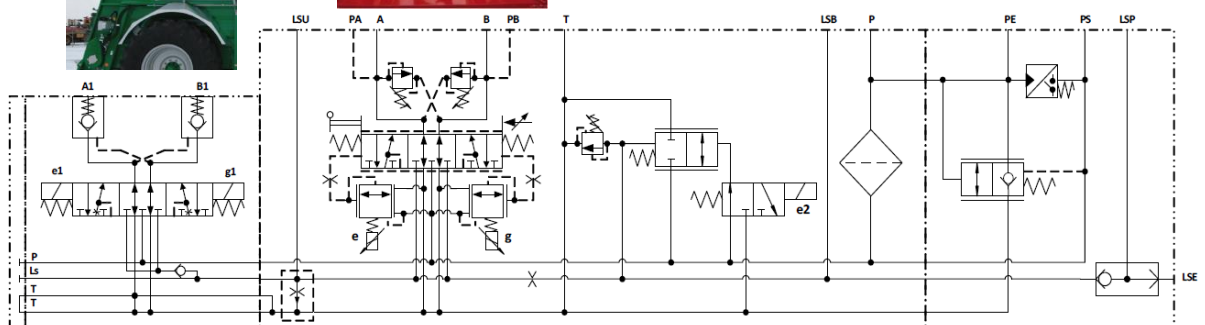 LSU PA A B PB T LSB P PE PS LSP
A1 B1
e1 g1
e2
e g
P
Ls
LSE
T
T